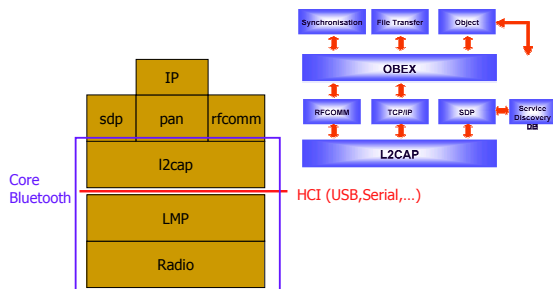 Synchronisation File Transfer Object
OBEX
RFCOMM TCP/IP SDP Service
Discovery
DB
L2CAP
IP
sdp pan rfcomm
l2cap
Core
Bluetooth
HCI (USB,Serial,...)
LMP
Radio